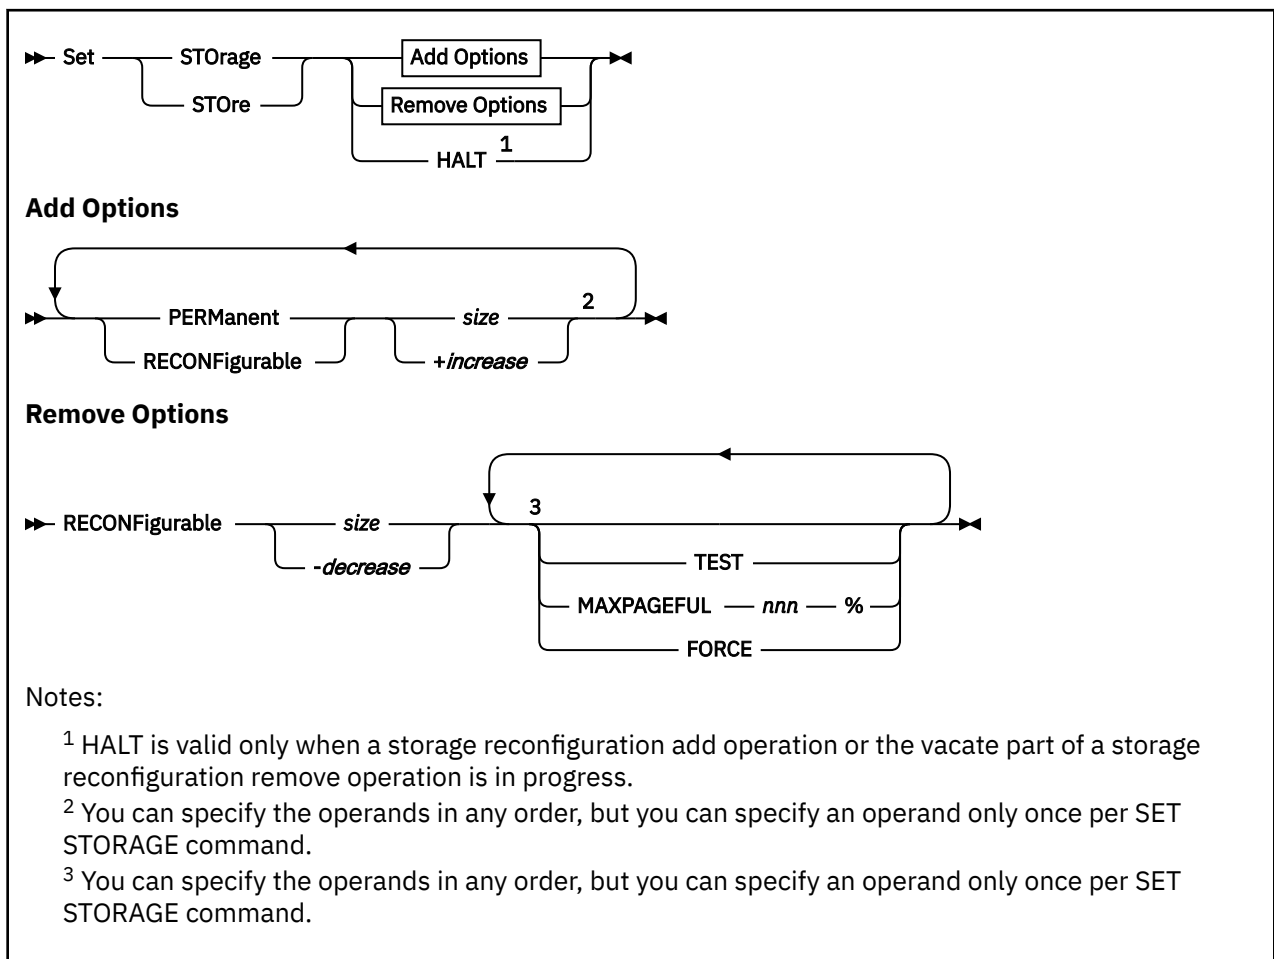 Set STOrage Add Options
STOre Remove Options
HALT 1
Add Options
PERManent size 2
RECONFigurable +increase
Remove Options
3
RECONFigurable size
-decrease TEST
MAXPAGEFUL nnn %
FORCE
Notes:
1 HALT is valid only when a storage reconfiguration add operation or the vacate part of a storage
reconfiguration remove operation is in progress.
2 You can specify the operands in any order, but you can specify an operand only once per SET
STORAGE command.
3 You can specify the operands in any order, but you can specify an operand only once per SET
STORAGE command.